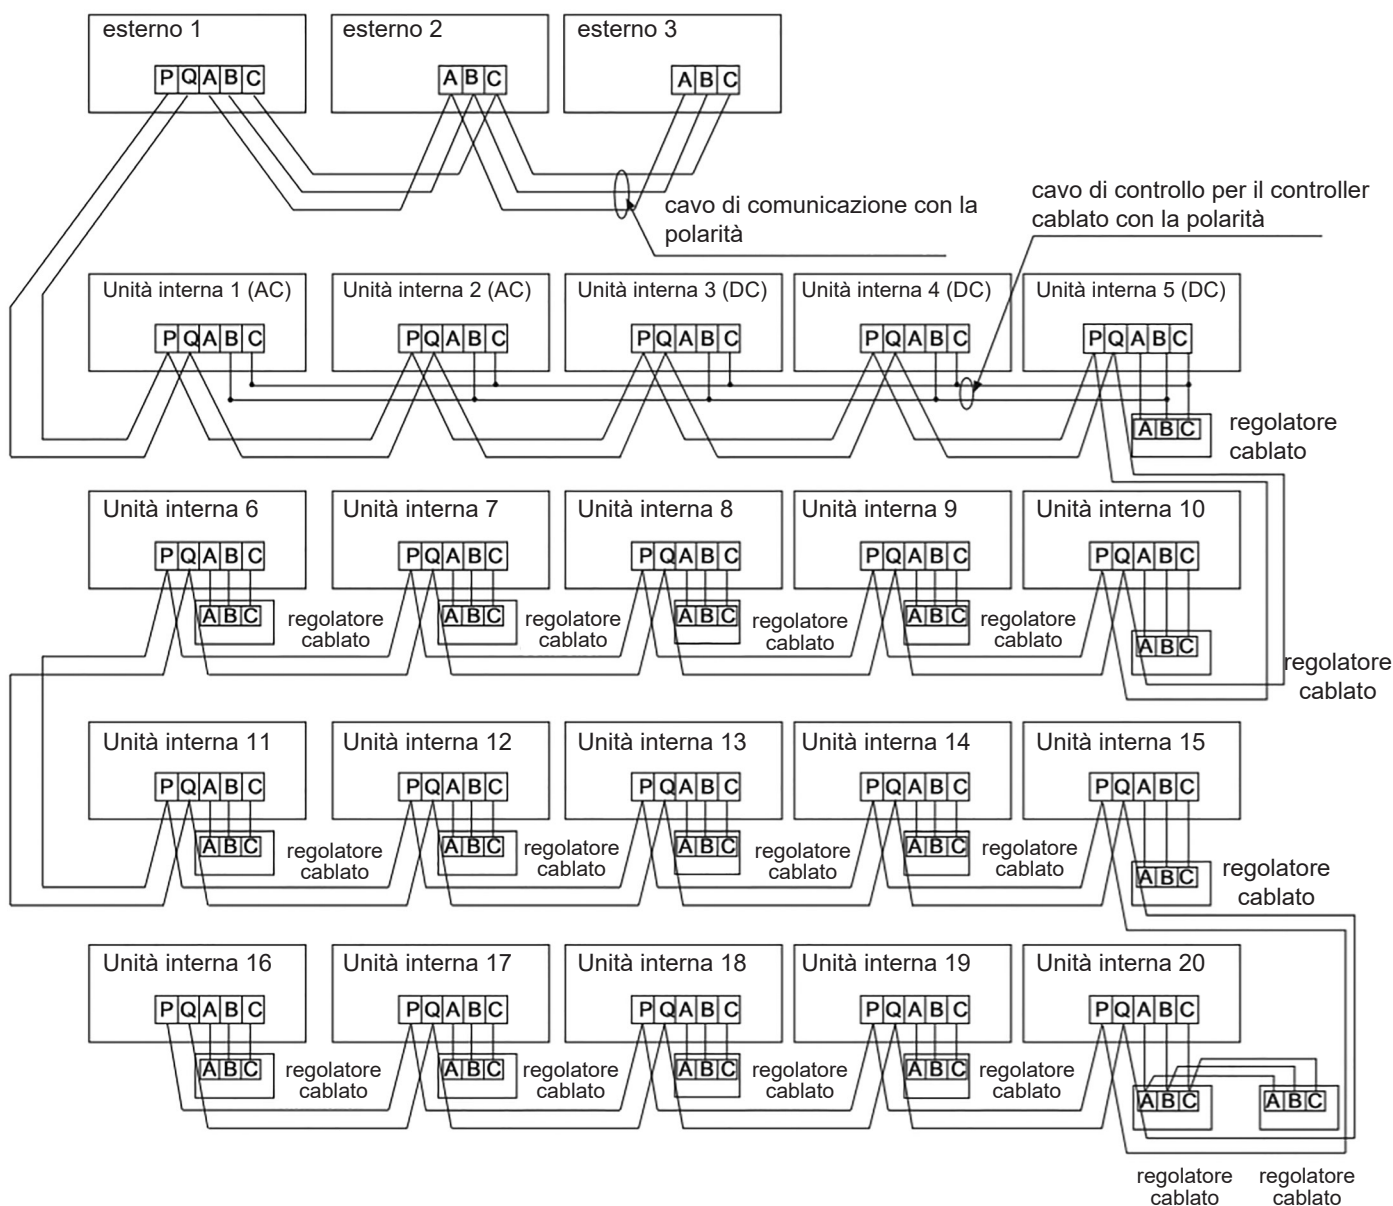 esterno 1
esterno 2
esterno 3
P Q A B C
A B C
A B C
cavo di comunicazione con la
polarità
cavo di controllo per il controller
cablato con la polarità
Unità interna 1 (AC)
Unità interna 2 (AC)
Unità interna 3 (DC)
Unità interna 4 (DC)
Unità interna 5 (DC)
P Q A B C
P Q A B C
P Q A B C
P Q A B C
P Q A B C
A B C
regolatore
cablato
Unità interna 6
Unità interna 7
Unità interna 8
Unità interna 9
Unità interna 10
P Q A B C
P Q A B C
P Q A B C
P Q A B C
P Q A B C
A B C
regolatore
cablato
A B C
regolatore
cablato
A B C
regolatore
cablato
A B C
regolatore
cablato
A B C
regolatore
cablato
Unità interna 11
Unità interna 12
Unità interna 13
Unità interna 14
Unità interna 15
P Q A B C
P Q A B C
P Q A B C
P Q A B C
P Q A B C
A B C
regolatore
cablato
A B C
regolatore
cablato
A B C
regolatore
cablato
A B C
regolatore
cablato
A B C
regolatore
cablato
Unità interna 16
Unità interna 17
Unità interna 18
Unità interna 19
Unità interna 20
P Q A B C
P Q A B C
P Q A B C
P Q A B C
P Q A B C
A B C
regolatore
cablato
A B C
regolatore
cablato
A B C
regolatore
cablato
A B C
regolatore
cablato
A B C
A B C
regolatore
cablato
regolatore
cablato